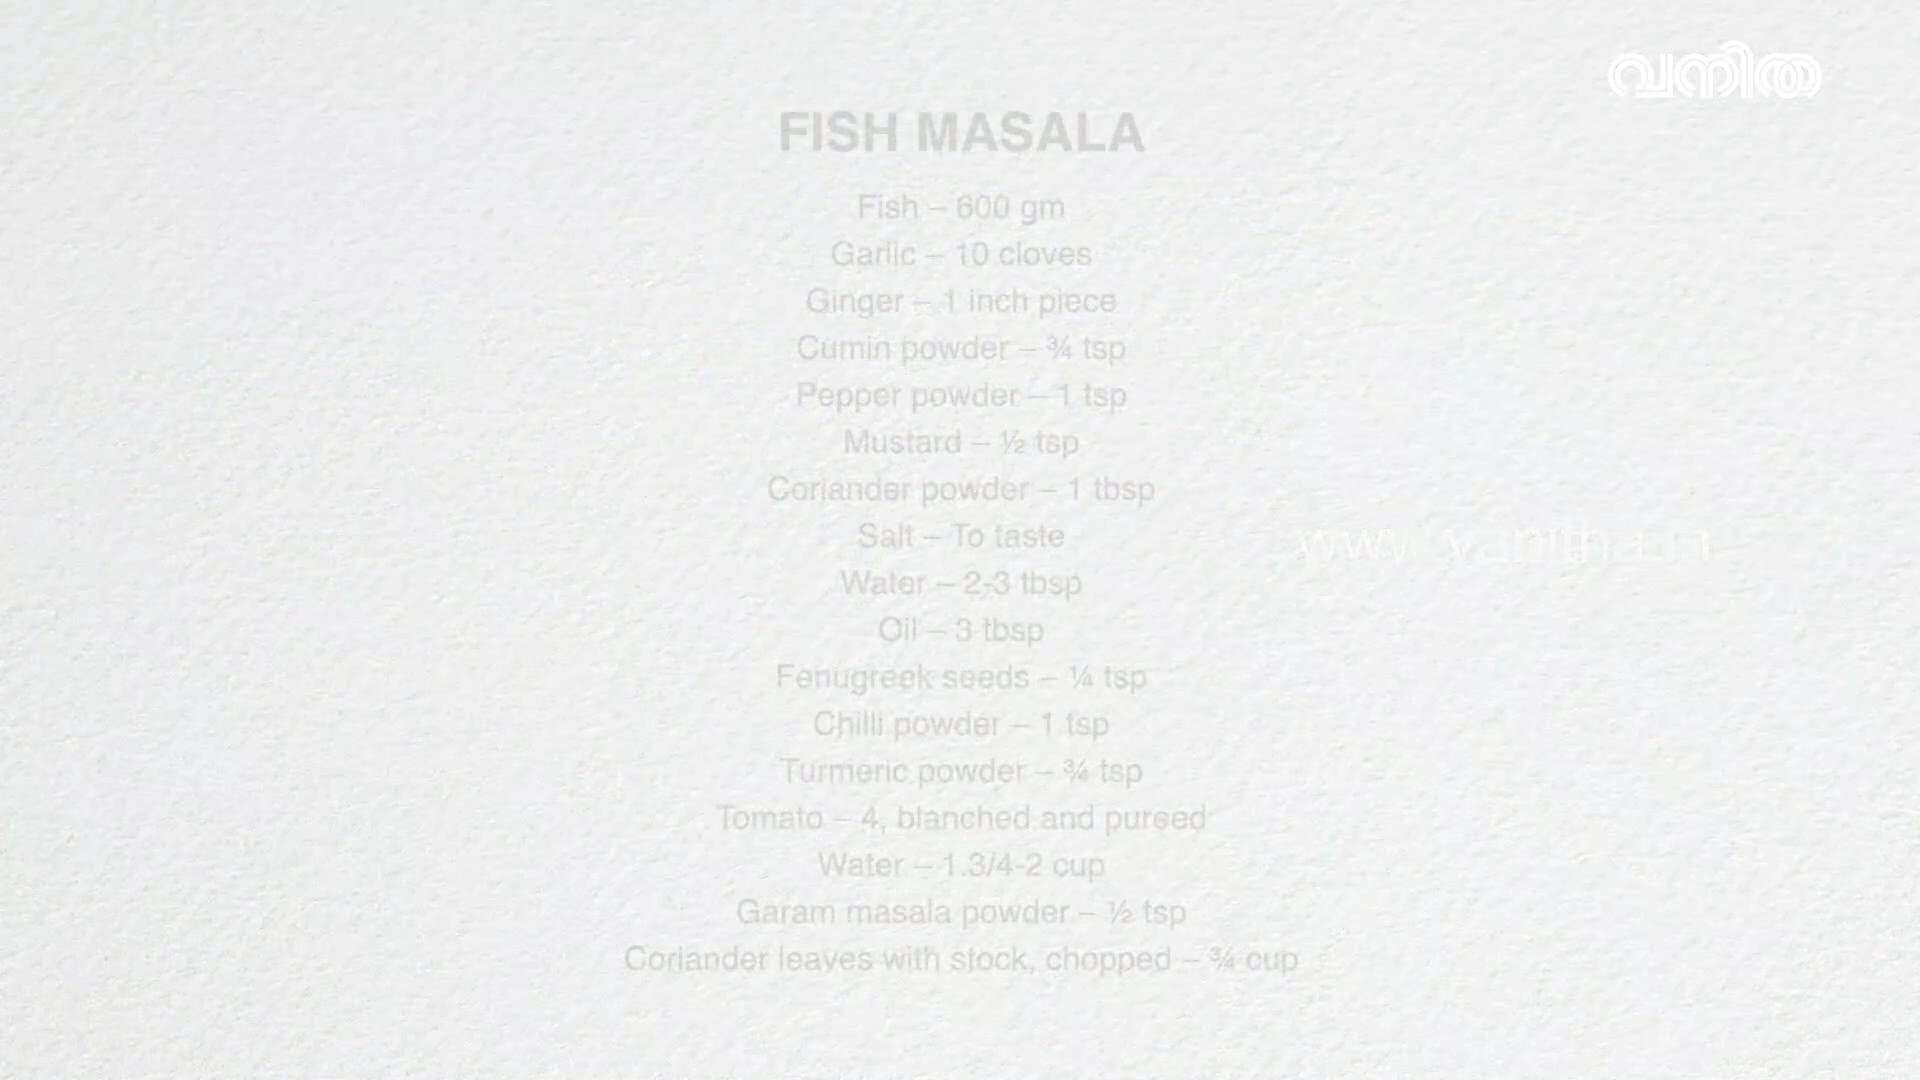 വനിത
FISH MASALA
Fish – 600 gm
Garlic – 10 cloves
Ginger – 1 inch piece
Cumin powder – ¾ tsp
Pepper powder – 1 tsp
Mustard – ½ tsp
Coriander powder – 1 tbsp
Salt – To taste
www.vanitha.in
Water – 2-3 tbsp
Oil – 3 tbsp
Fenugreek seeds – ¼ tsp
Chilli powder – 1 tsp
Turmeric powder – ¾ tsp
Tomato – 4, blanched and pureed
Water – 1.3/4-2 cup
Garam masala powder – ½ tsp
Coriander leaves with stock, chopped – ¾ cup